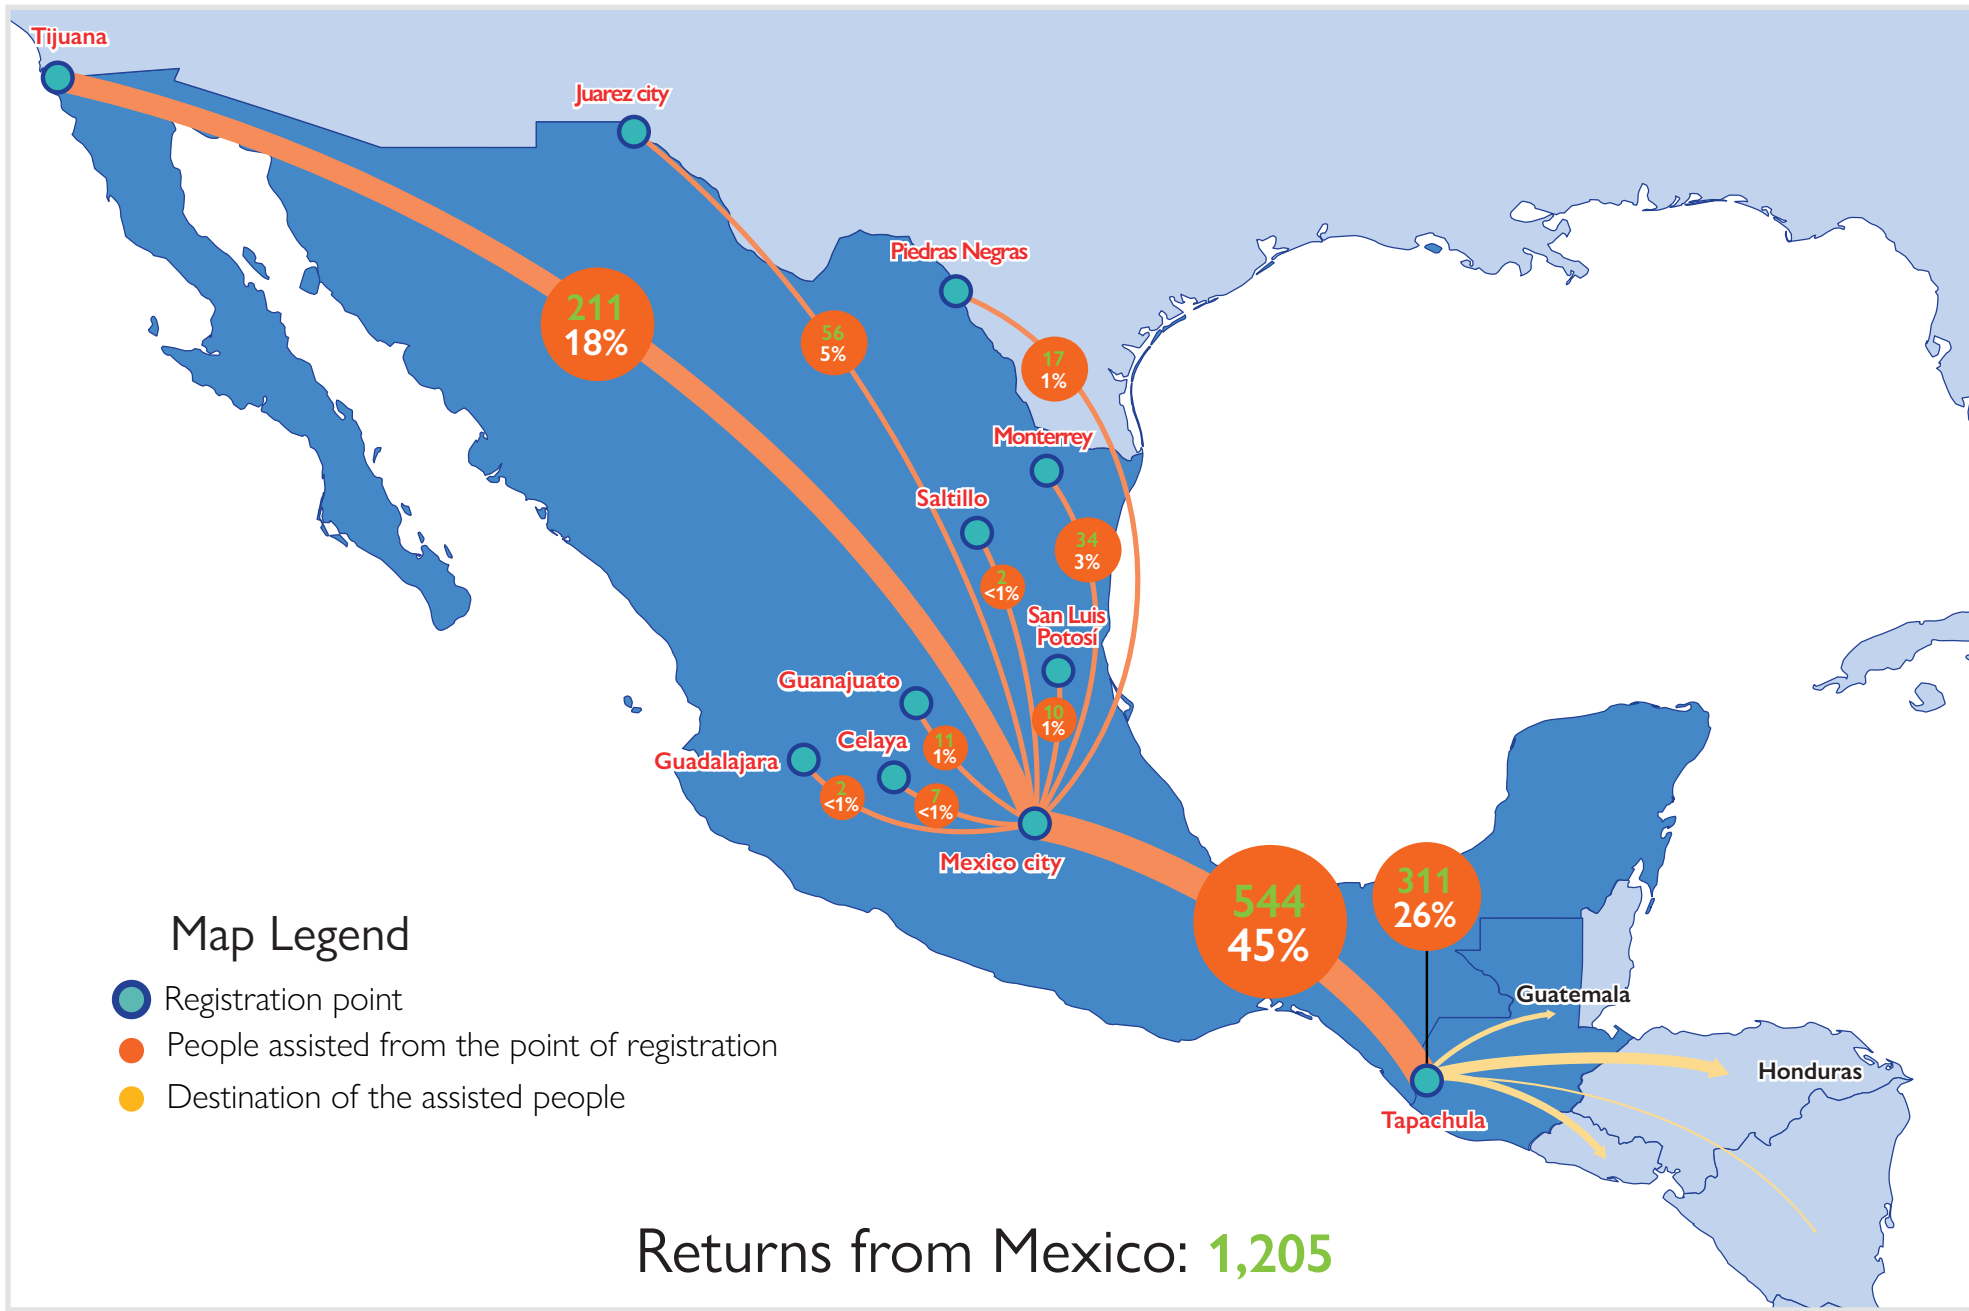 Tijuana
Juarez city
Piedras Negras
211
18%
56
5%
17
1%
Monterrey
Saltillo
34
3%
2
<1%
San Luis
Potosí
Guanajuato
10
1%
Celaya
11
1%
Guadalajara
2
<1%
7
<1%
Mexico city
544
45%
311
26%
Map Legend
Registration point
People assisted from the point of registration
Destination of the assisted people
Guatemala
Honduras
Tapachula
Returns from Mexico: 1,205